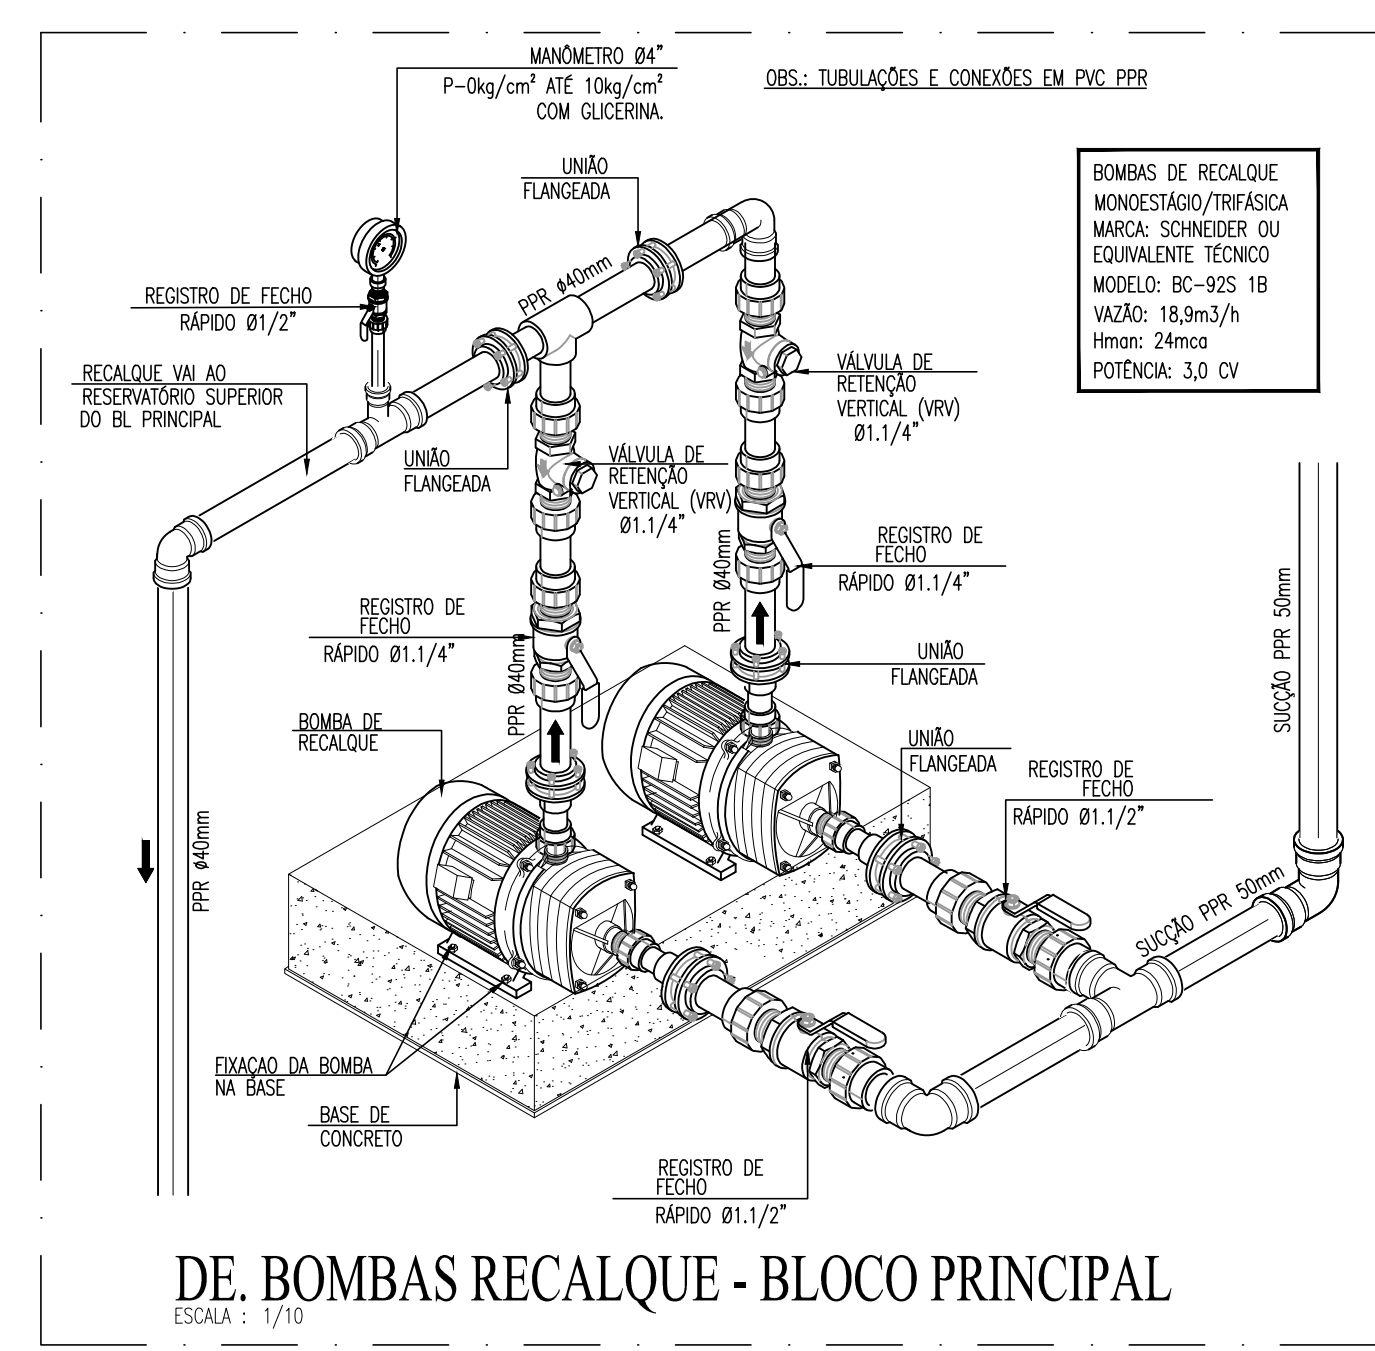 MANÔMETRO Ø4"
P-0kg/cm² ATÉ 10kg/cm²
COM GLICERINA.
OBS.: TUBULAÇÕES E CONEXÕES EM PVC PPR
BOMBAS DE RECALQUE
MONOESTÁGIO/TRIFÁSICA
MARCA: SCHNEIDER OU
EQUIVALENTE TÉCNICO
MODELO: BC-92S 1B
VAZÃO: 18,9m3/h
Hman: 24mca
POTÊNCIA: 3,0 CV
UNIÃO
FLANGEADA
PPR ø40mm
REGISTRO DE FECHO
RÁPIDO Ø1/2"
RECALQUE VAI AO
RESERVATÓRIO SUPERIOR
DO BL PRINCIPAL
UNIÃO
FLANGEADA
VÁLVULA DE
RETENÇÃO
VERTICAL (VRV)
Ø1.1/4"
VÁLVULA DE
RETENÇÃO
VERTICAL (VRV)
Ø1.1/4"
REGISTRO DE
FECHO
RÁPIDO Ø1.1/4"
PPR Ø40mm
REGISTRO DE
FECHO
RÁPIDO Ø1.1/4"
PPR Ø40mm
UNIÃO
FLANGEADA
SUCÇÃO PPR 50mm
BOMBA DE
RECALQUE
UNIÃO
FLANGEADA
REGISTRO DE
FECHO
RÁPIDO Ø1.1/2"
PPR ø40mm
SUCÇÃO PPR 50mm
FIXAÇAO DA BOMBA
NA BASE
BASE DE
CONCRETO
REGISTRO DE
FECHO
RÁPIDO Ø1.1/2"
DE. BOMBAS RECALQUE - BLOCO PRINCIPAL
ESCALA : 1/10